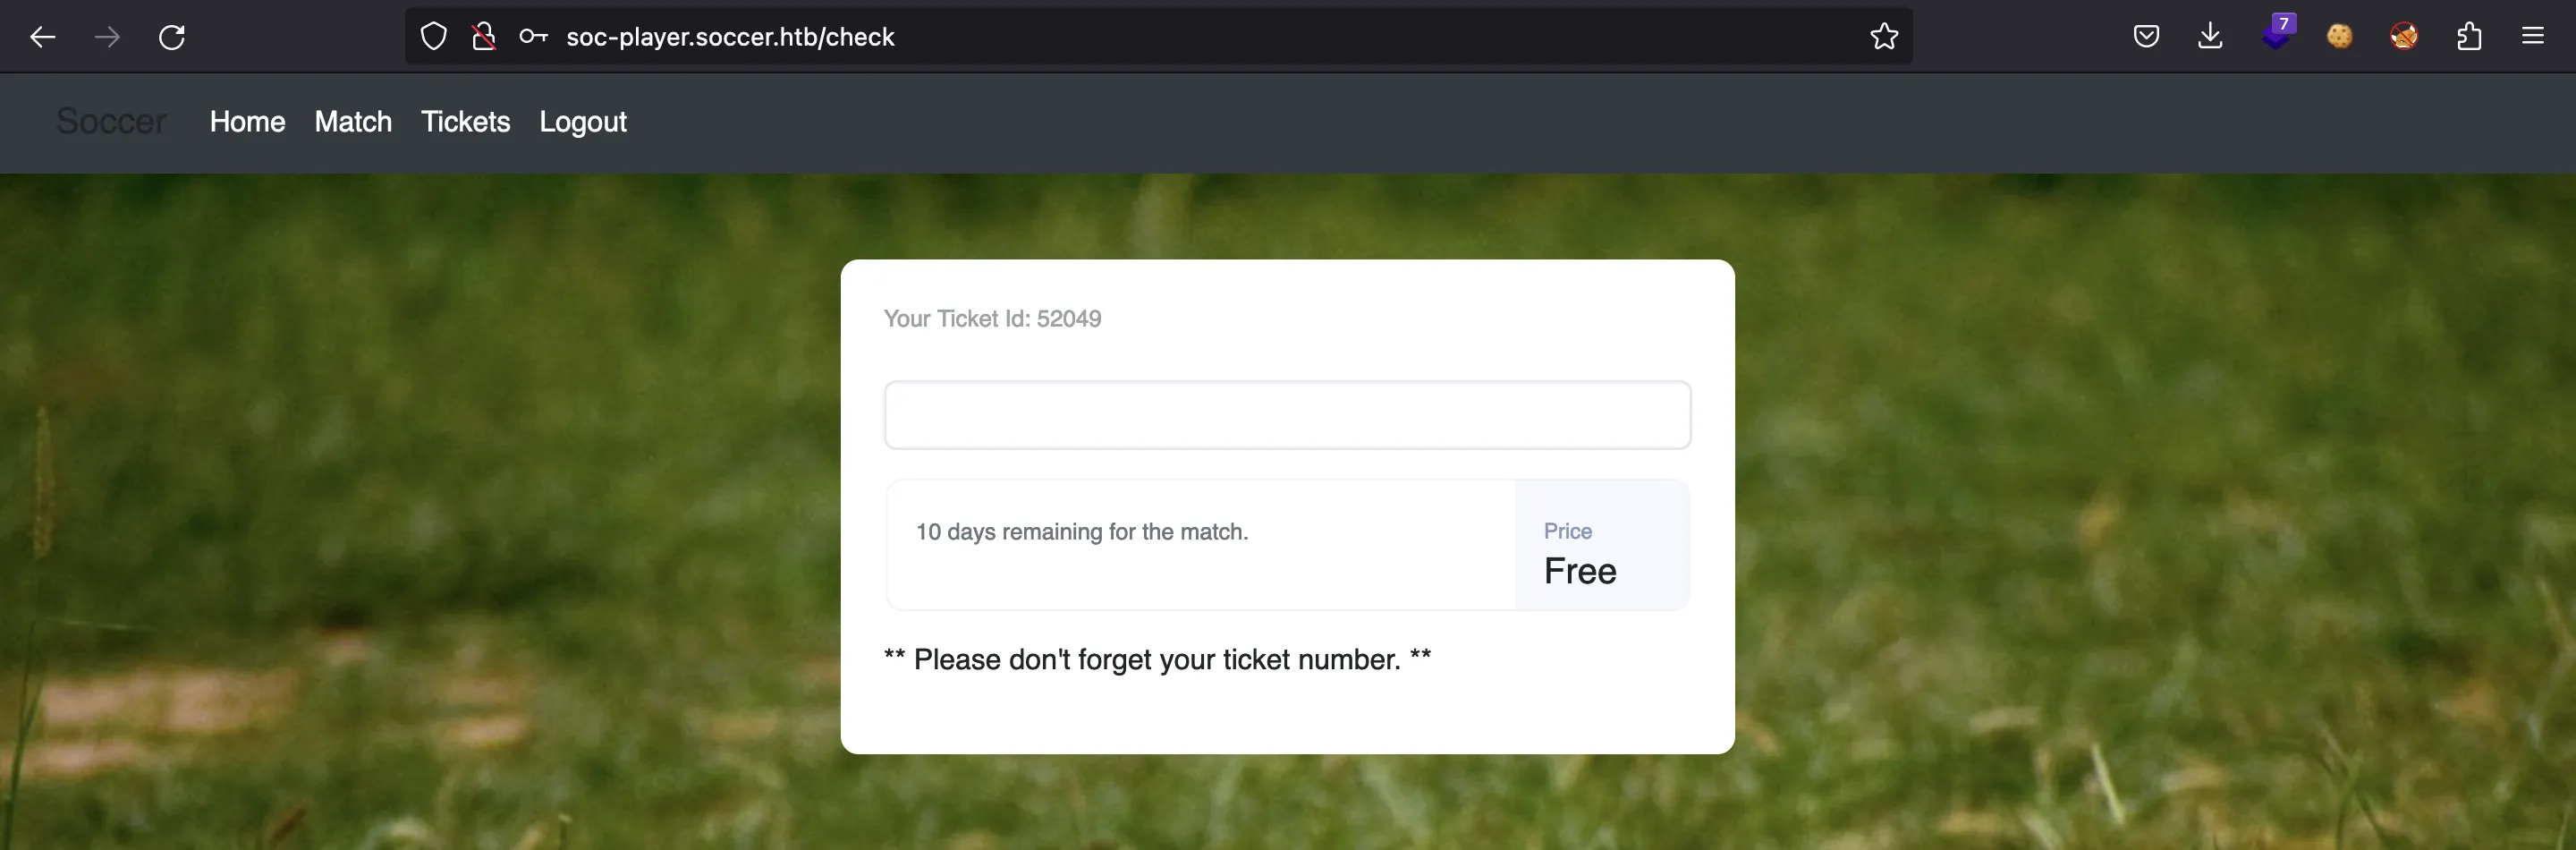 soc-player.soccer.htb/check
7
Soccer Home Match Tickets Logout
Your Ticket Id: 52049
10 days remaining for the match.
Price
Free
** Please don't forget your ticket number. **